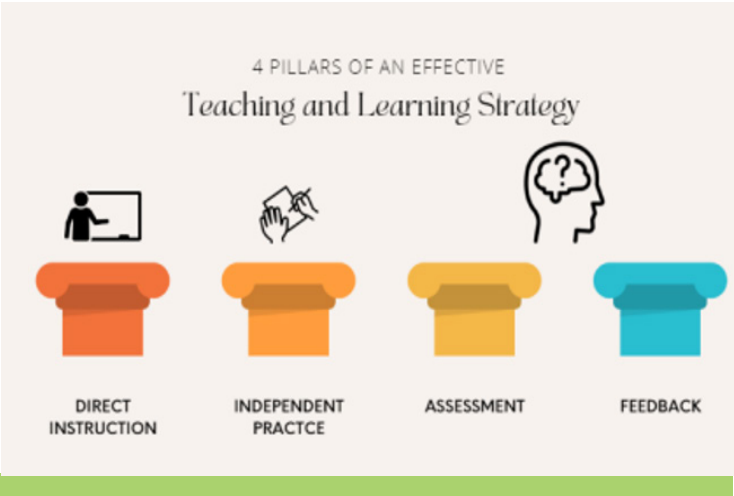 4 PILLARS OF AN EFFECTIVE
Teaching and Learning Strategy
?
DIRECT
INSTRUCTION
INDEPENDENT
PRACTCE
ASSESSMENT
FEEDBACK